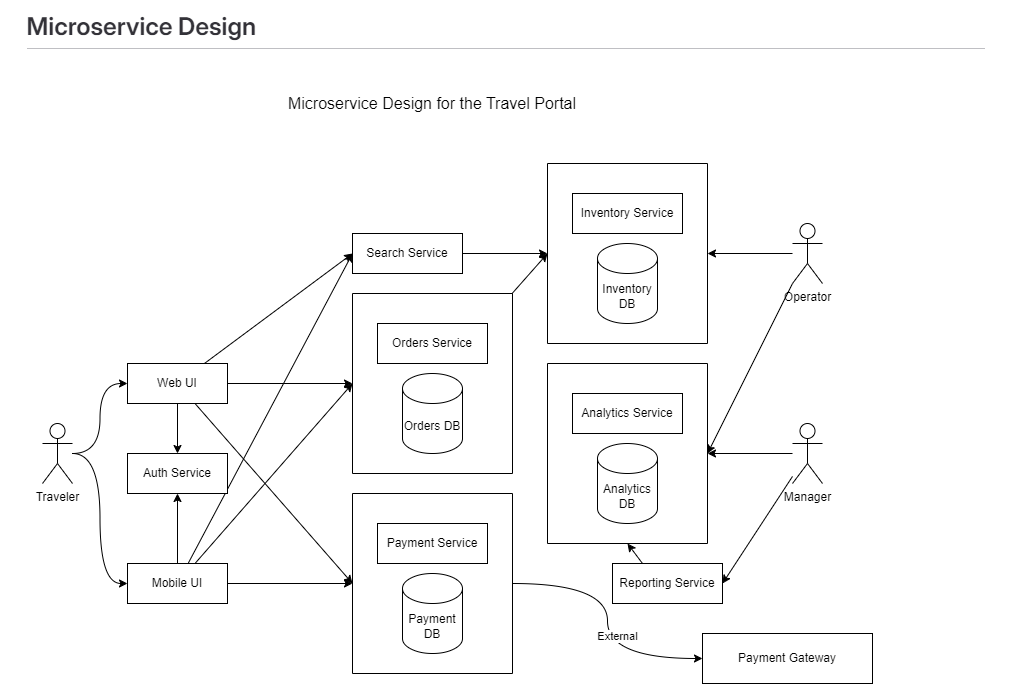 Microservice Design
Microservice Design for the Travel Portal
Inventory Service
Search Service
Inventory
DB
Operator
Orders Service
Web UI
Orders DB
Analytics Service
Auth Service
Traveler
Analytics
DB
Manager
Payment Service
Mobile UI
Reporting Service
Payment
DB
External
Payment Gateway